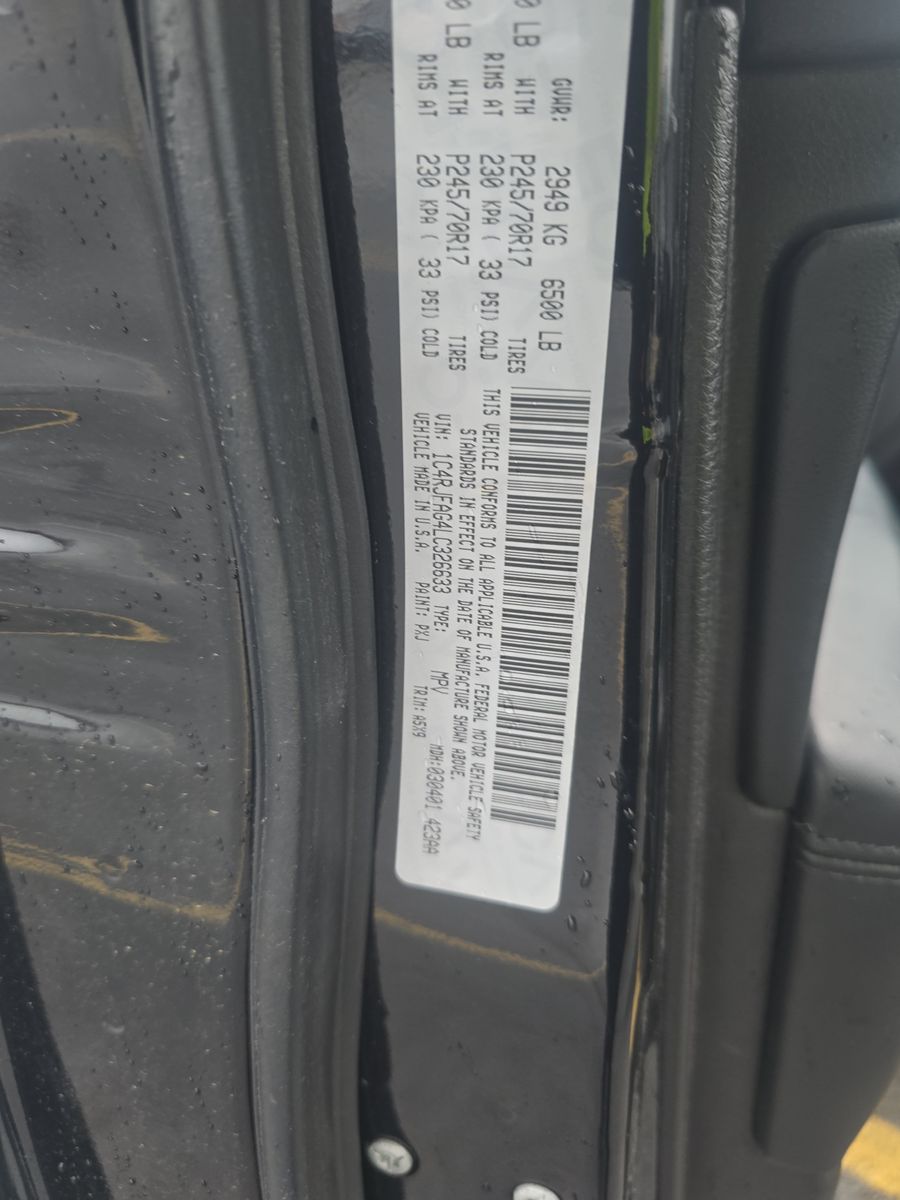 GVWR: 2949 KG 6500 LB
0 LB WITH P245/70R17 TIRES
RIMS AT 230 KPA ( 33 PSI) COLD
0 LB WITH P245/70R17 TIRES
RIMS AT 230 KPA ( 33 PSI) COLD
THIS VEHICLE CONFORMS TO ALL APPLICABLE U.S.A. FEDERAL MOTOR VEHICLE SAFETY
STANDARDS IN EFFECT ON THE DATE OF MANUFACTURE SHOWN ABOVE.
VIN: 1C4RJFAG4LC326633 TYPE: MPV MDH:030401 423AA
VEHICLE MADE IN U.S.A. PAINT: PXJ TRIM: A5X9